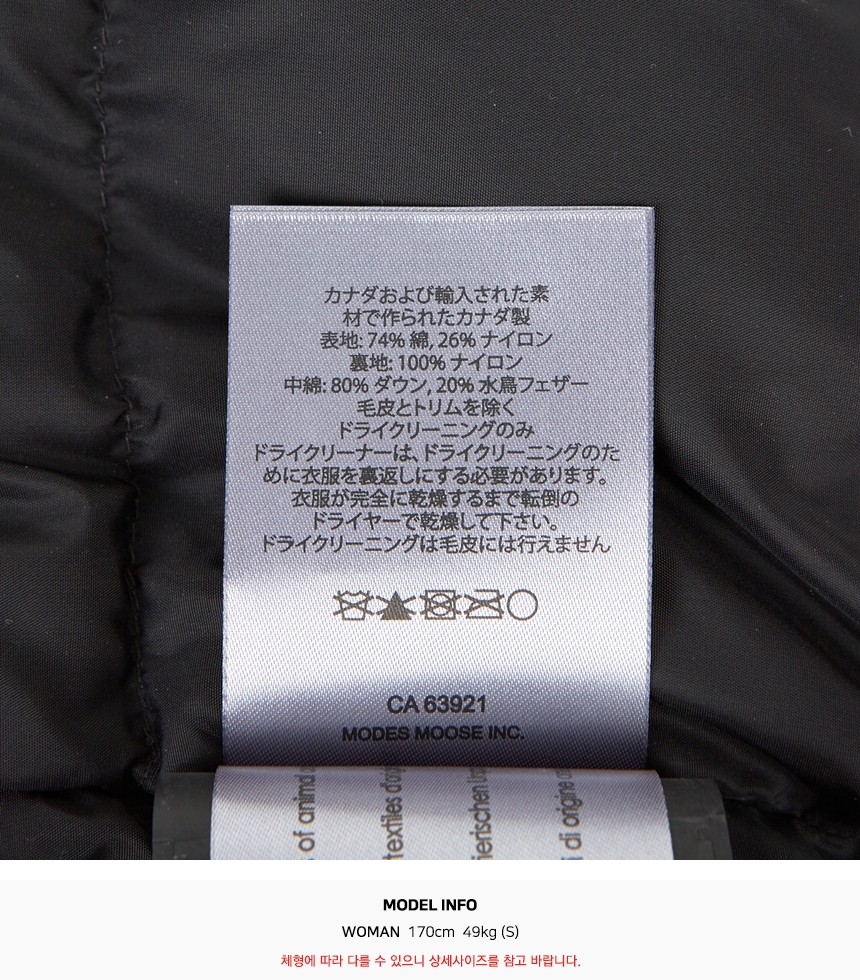 カナダおよび輸入された素
材で作られたカナダ製
表地: 74% 綿, 26% ナイロン
裏地: 100% ナイロン
中綿: 80% ダウン, 20% 水鳥フェザー
毛皮とトリムを除く
ドライクリーニングのみ
ドライクリーナーは、ドライクリーニングのた
めに衣服を裏返しにする必要があります。
衣服が完全に乾燥するまで転倒の
ドライヤーで乾燥して下さい。
ドライクリーニングは毛皮には行えません
CA 63921
MODES MOOSE INC.
of animal
textiles
tierischen
di origine
MODEL INFO
WOMAN 170cm 49kg (S)
체형에 따라 다를 수 있으니 상세사이즈를 참고 바랍니다.